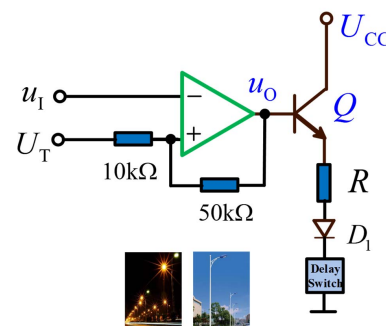 U_CC
u_I
u_O
−
Q
U_T
+
10kΩ
R
50kΩ
D_1
Delay
Switch